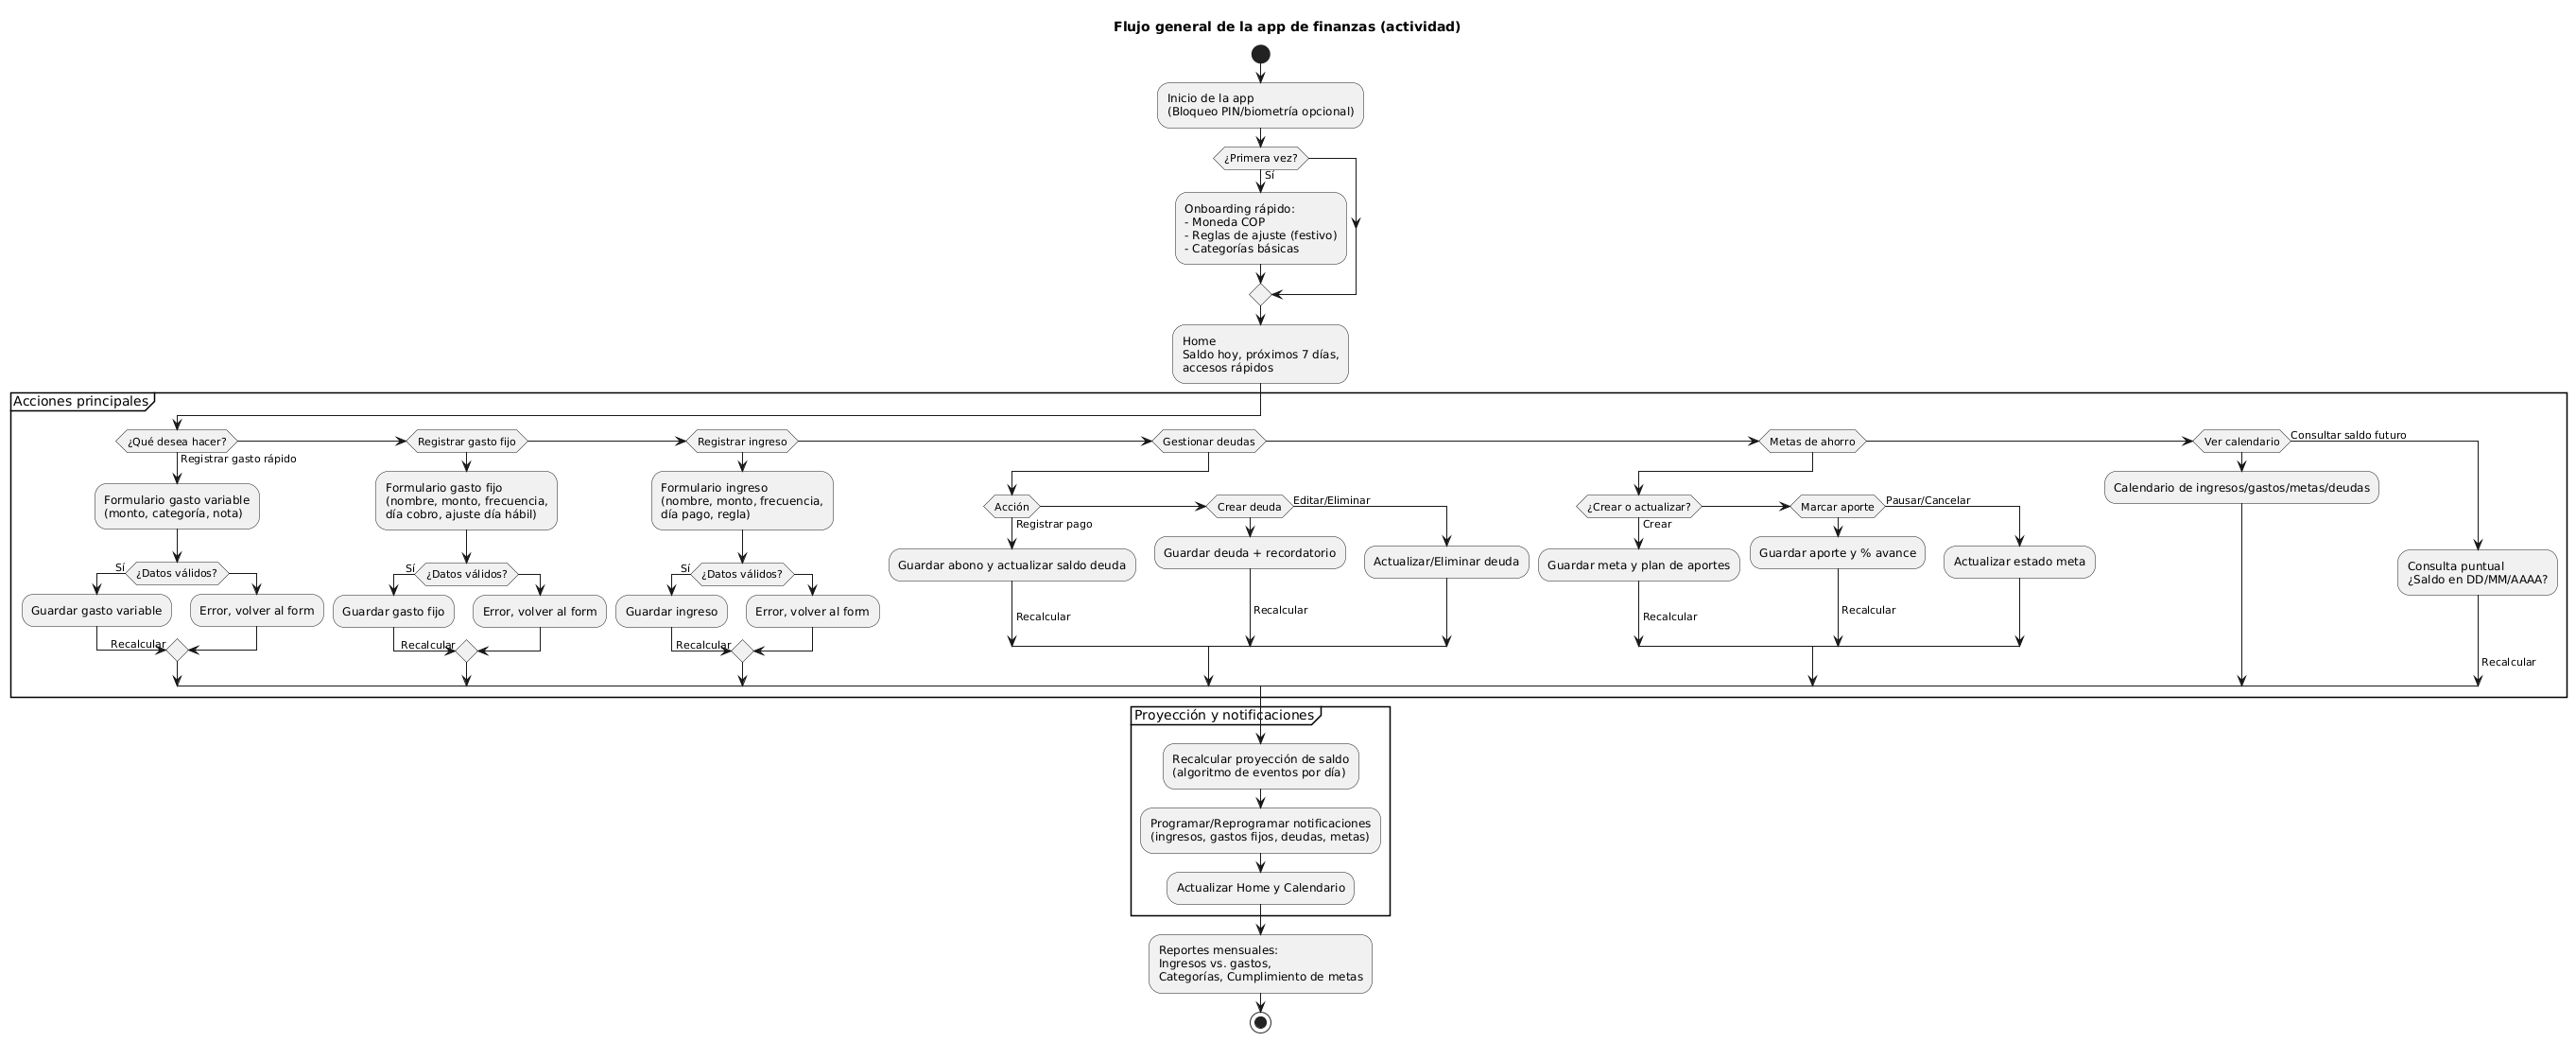 Flujo general de la app de finanzas (actividad)
Inicio de la app
(Bloqueo PIN/biometría opcional)
¿Primera vez?
Sí
Onboarding rápido:
- Moneda COP
- Reglas de ajuste (festivo)
- Categorías básicas
Home
Saldo hoy, próximos 7 días,
accesos rápidos
Acciones principales
¿Qué desea hacer?
Registrar gasto rápido
Formulario gasto variable
(monto, categoría, nota)
¿Datos válidos?
Sí
Guardar gasto variable
Error, volver al form
Recalcular
Registrar gasto fijo
Formulario gasto fijo
(nombre, monto, frecuencia,
día cobro, ajuste día hábil)
¿Datos válidos?
Sí
Guardar gasto fijo
Error, volver al form
Recalcular
Registrar ingreso
Formulario ingreso
(nombre, monto, frecuencia,
día pago, regla)
¿Datos válidos?
Sí
Guardar ingreso
Error, volver al form
Recalcular
Gestionar deudas
Acción
Registrar pago
Guardar abono y actualizar saldo deuda
Recalcular
Crear deuda
Guardar deuda + recordatorio
Recalcular
Editar/Eliminar
Actualizar/Eliminar deuda
Metas de ahorro
¿Crear o actualizar?
Crear
Guardar meta y plan de aportes
Recalcular
Marcar aporte
Guardar aporte y % avance
Recalcular
Pausar/Cancelar
Actualizar estado meta
Ver calendario
Calendario de ingresos/gastos/metas/deudas
Consultar saldo futuro
Consulta puntual
¿Saldo en DD/MM/AAAA?
Recalcular
Proyección y notificaciones
Recalcular proyección de saldo
(algoritmo de eventos por día)
Programar/Reprogramar notificaciones
(ingresos, gastos fijos, deudas, metas)
Actualizar Home y Calendario
Reportes mensuales:
Ingresos vs. gastos,
Categorías, Cumplimiento de metas